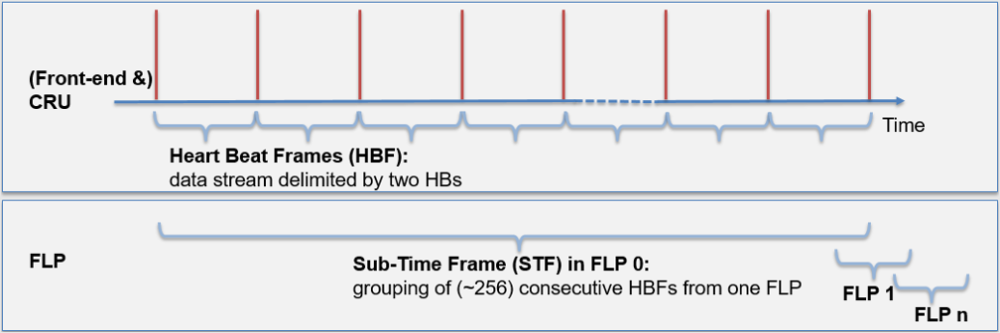 (Front-end &)
CRU
Time
Heart Beat Frames (HBF):
data stream delimited by two HBs
FLP
Sub-Time Frame (STF) in FLP 0:
grouping of (~256) consecutive HBFs from one FLP
FLP 1
FLP n